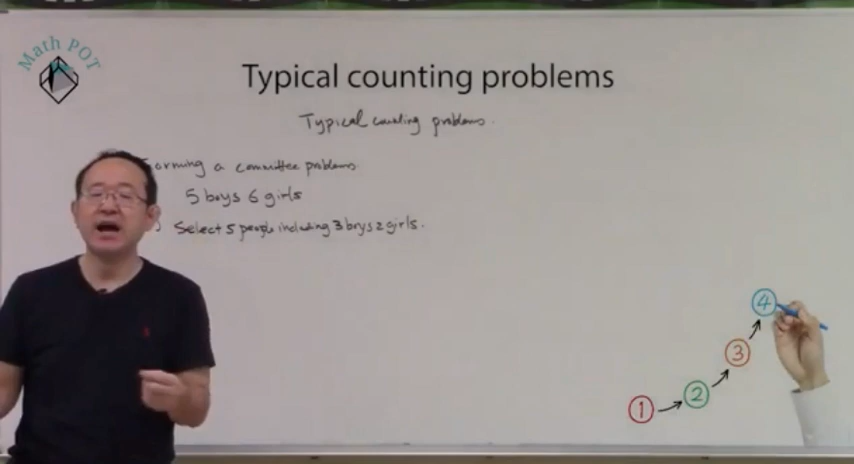 Math POT
Typical counting problems
Typical counting problems.
Forming a committee problems
5 boys 6 girls
) Select 5 people including 3 boys 2 girls.
4
3
2
1